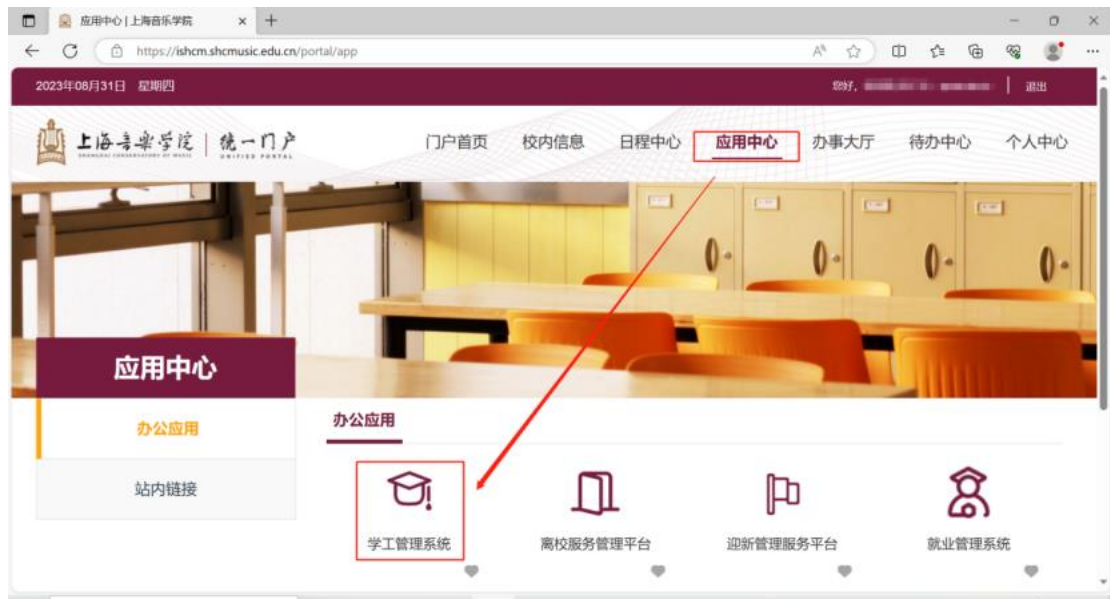 应用中心 | 上海音乐学院
https://ishcm.shcmusic.edu.cn/portal/app
2023年08月31日 星期四
您好,
退出
上海音乐学院 统一门户
SHANGHAI CONSERVATORY OF MUSIC UNIFIED PORTAL
门户首页 校内信息 日程中心 应用中心 办事大厅 待办中心 个人中心
应用中心
办公应用
站内链接
办公应用
学工管理系统 离校服务管理平台 迎新管理服务平台 就业管理系统